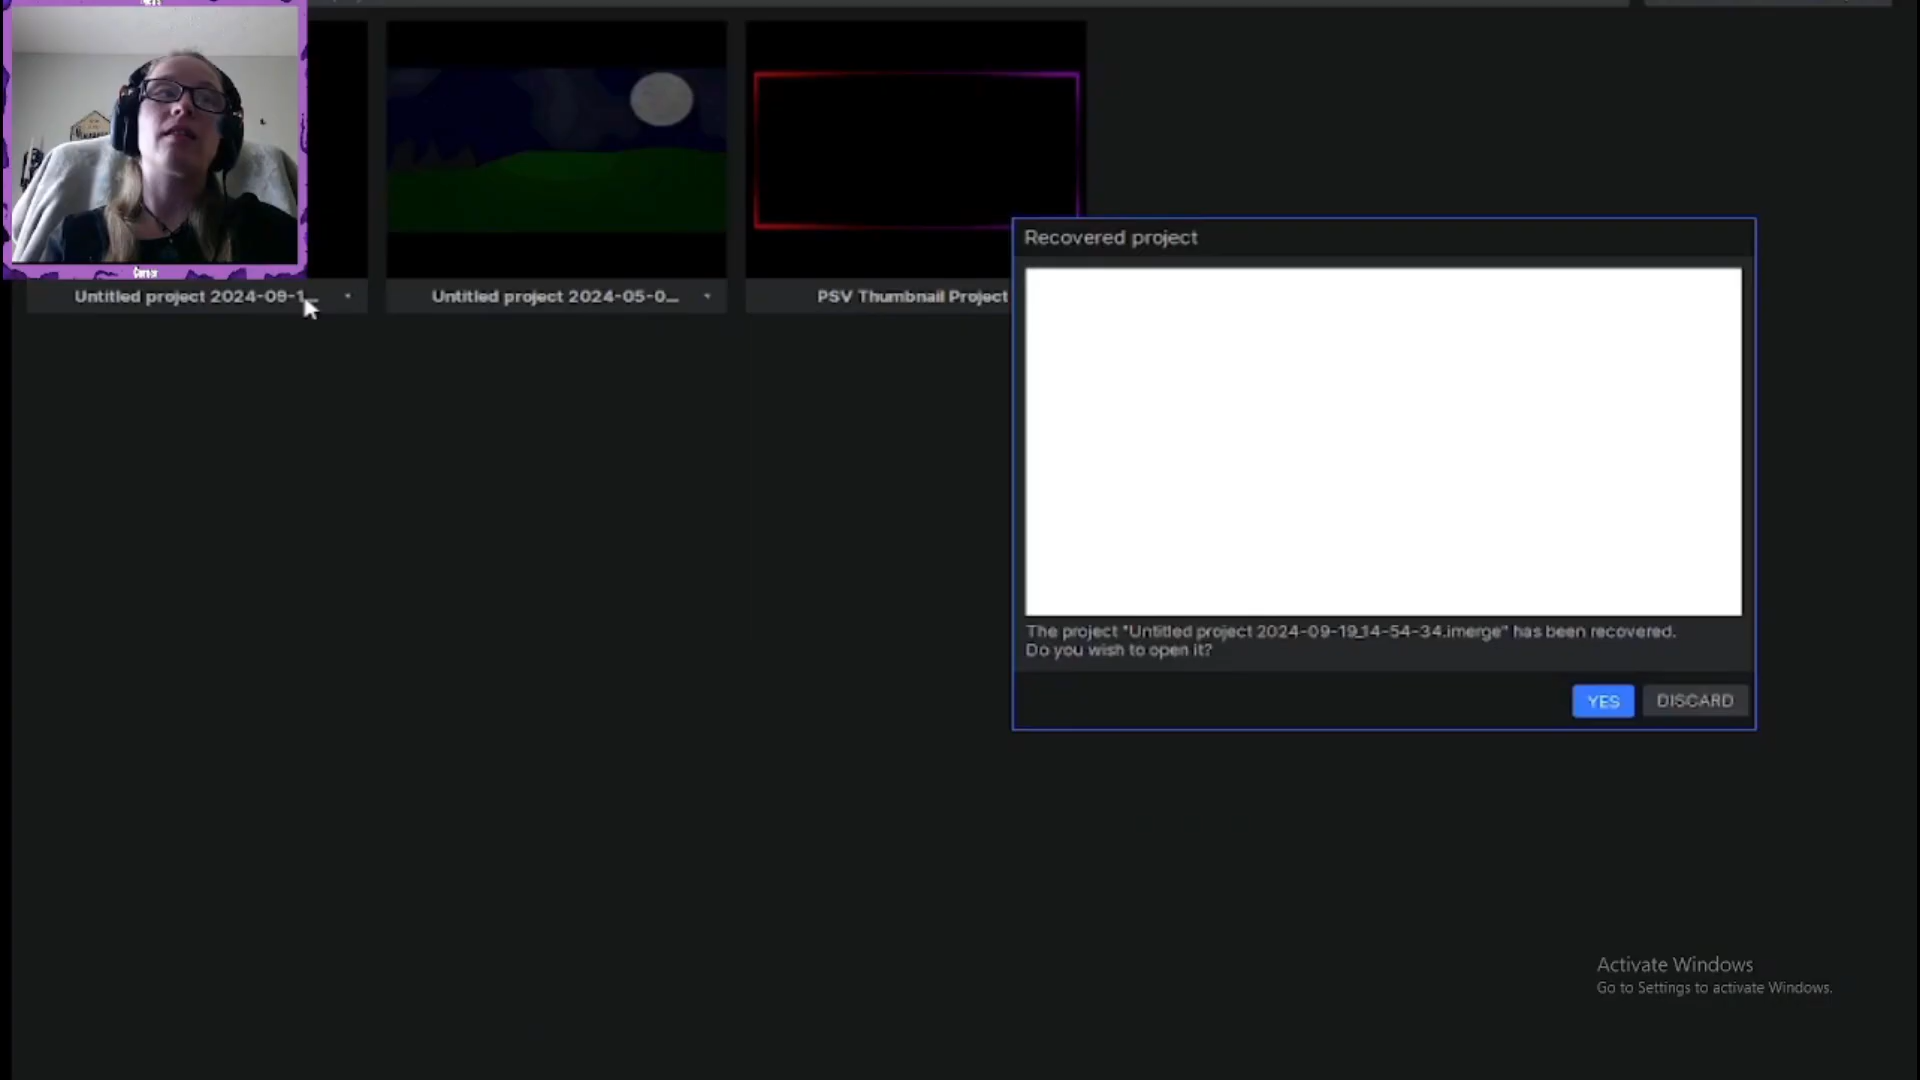 Corner
Untitled project 2024-09-1...
Untitled project 2024-05-0...
PSV Thumbnail Project
Recovered project
The project "Untitled project 2024-09-19_14-54-34.imerge" has been recovered.
Do you wish to open it?
YES
DISCARD
Activate Windows
Go to Settings to activate Windows.